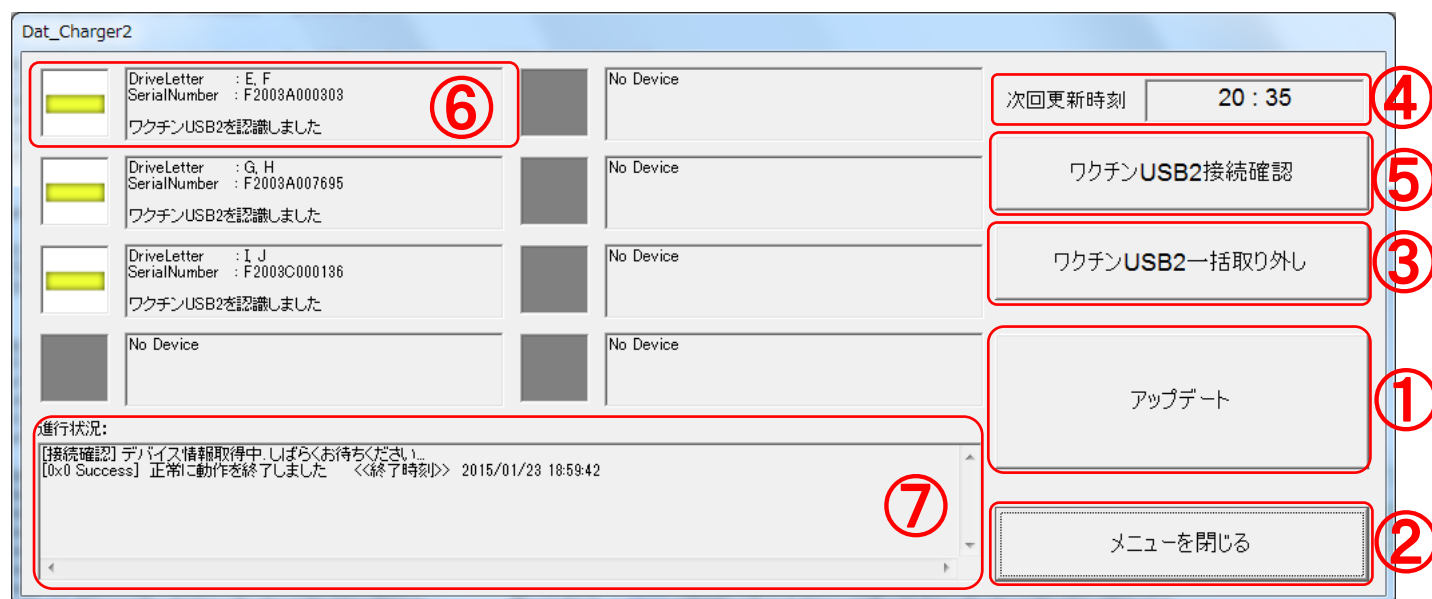 Dat_Charger2
DriveLetter : E, F
SerialNumber : F2003A000303
ワクチンUSB2を認識しました
⑥
No Device
次回更新時刻
20 : 35
④
DriveLetter : G, H
SerialNumber : F2003A007695
ワクチンUSB2を認識しました
No Device
ワクチンUSB2接続確認
⑤
DriveLetter : I, J
SerialNumber : F2003C000136
ワクチンUSB2を認識しました
No Device
ワクチンUSB2一括取り外し
③
No Device
No Device
アップデート
①
進行状況:
[接続確認] デバイス情報取得中. しばらくお待ちください...
[0x0 Success] 正常に動作を終了しました <<終了時刻>> 2015/01/23 18:59:42
⑦
メニューを閉じる
②